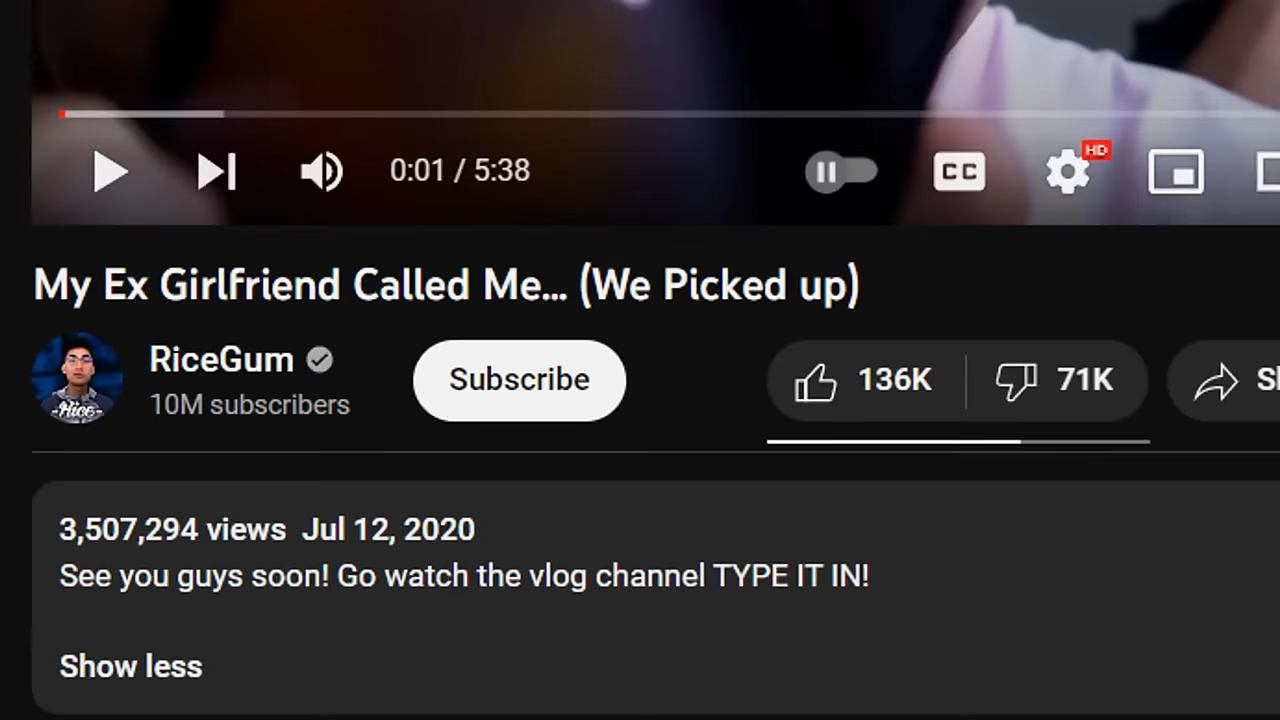 0:01 / 5:38
CC
HD
My Ex Girlfriend Called Me... (We Picked up)
RiceGum
10M subscribers
-Rice-
Subscribe
136K
71K
3,507,294 views Jul 12, 2020
See you guys soon! Go watch the vlog channel TYPE IT IN!
Show less